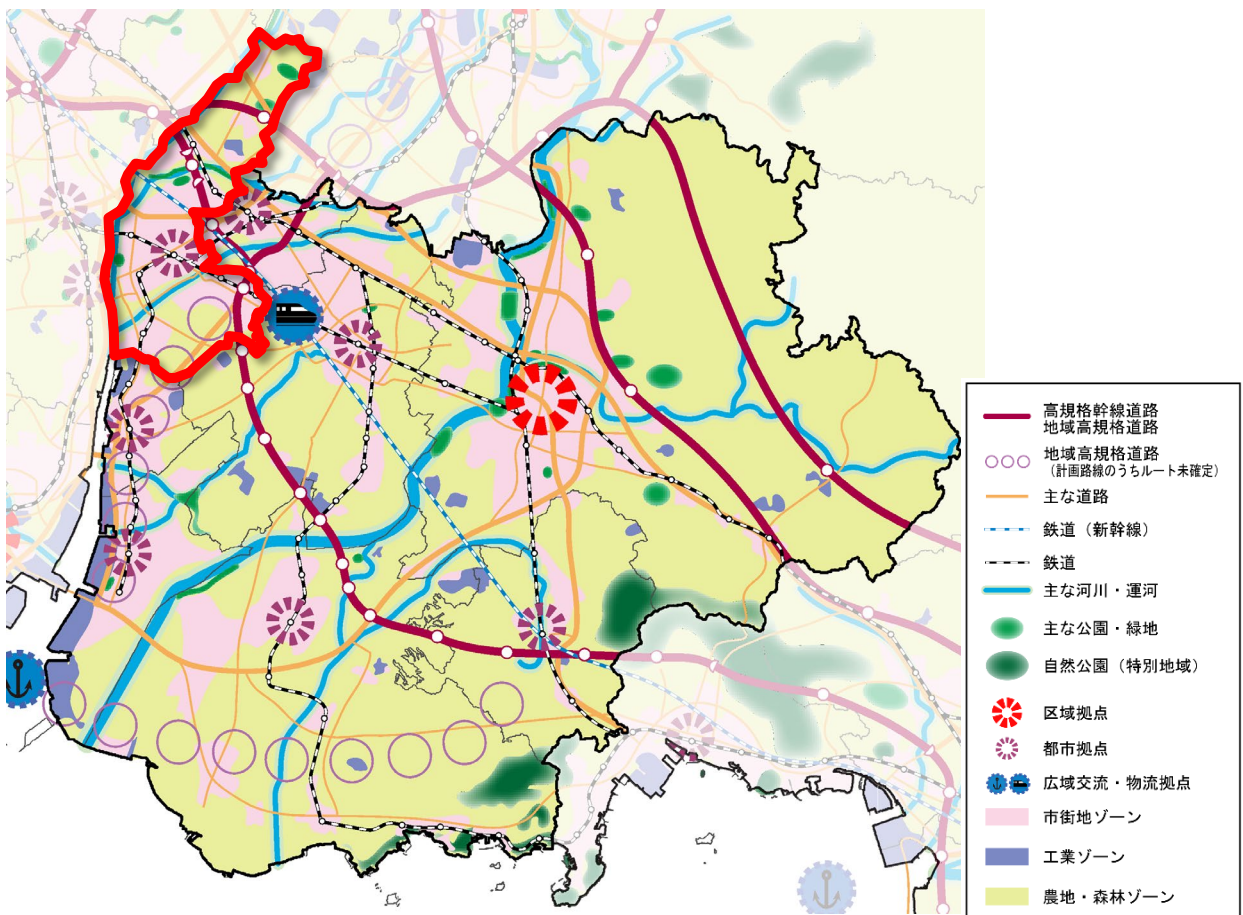 高規格幹線道路
地域高規格道路
地域高規格道路
（計画路線のうちルート未確定）
主な道路
鉄道（新幹線）
鉄道
主な河川・運河
主な公園・緑地
自然公園（特別地域）
区域拠点
都市拠点
広域交流・物流拠点
市街地ゾーン
工業ゾーン
農地・森林ゾーン